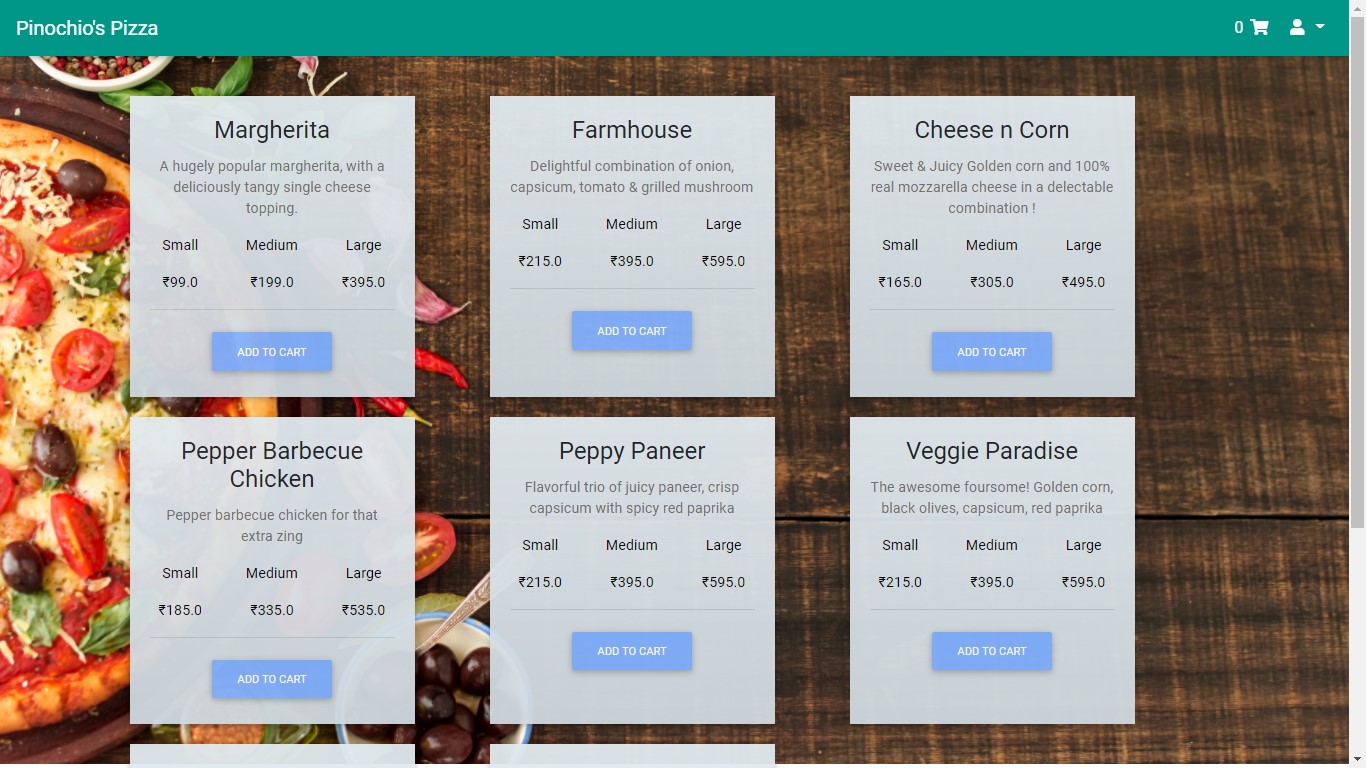 Pinochio's Pizza
0
Margherita
A hugely popular margherita, with a
deliciously tangy single cheese
topping.
Small Medium Large
₹99.0 ₹199.0 ₹395.0
ADD TO CART
Farmhouse
Delightful combination of onion,
capsicum, tomato & grilled mushroom
Small Medium Large
₹215.0 ₹395.0 ₹595.0
ADD TO CART
Cheese n Corn
Sweet & Juicy Golden corn and 100%
real mozzarella cheese in a delectable
combination !
Small Medium Large
₹165.0 ₹305.0 ₹495.0
ADD TO CART
Pepper Barbecue
Chicken
Pepper barbecue chicken for that
extra zing
Small Medium Large
₹185.0 ₹335.0 ₹535.0
ADD TO CART
Peppy Paneer
Flavorful trio of juicy paneer, crisp
capsicum with spicy red paprika
Small Medium Large
₹215.0 ₹395.0 ₹595.0
ADD TO CART
Veggie Paradise
The awesome foursome! Golden corn,
black olives, capsicum, red paprika
Small Medium Large
₹215.0 ₹395.0 ₹595.0
ADD TO CART